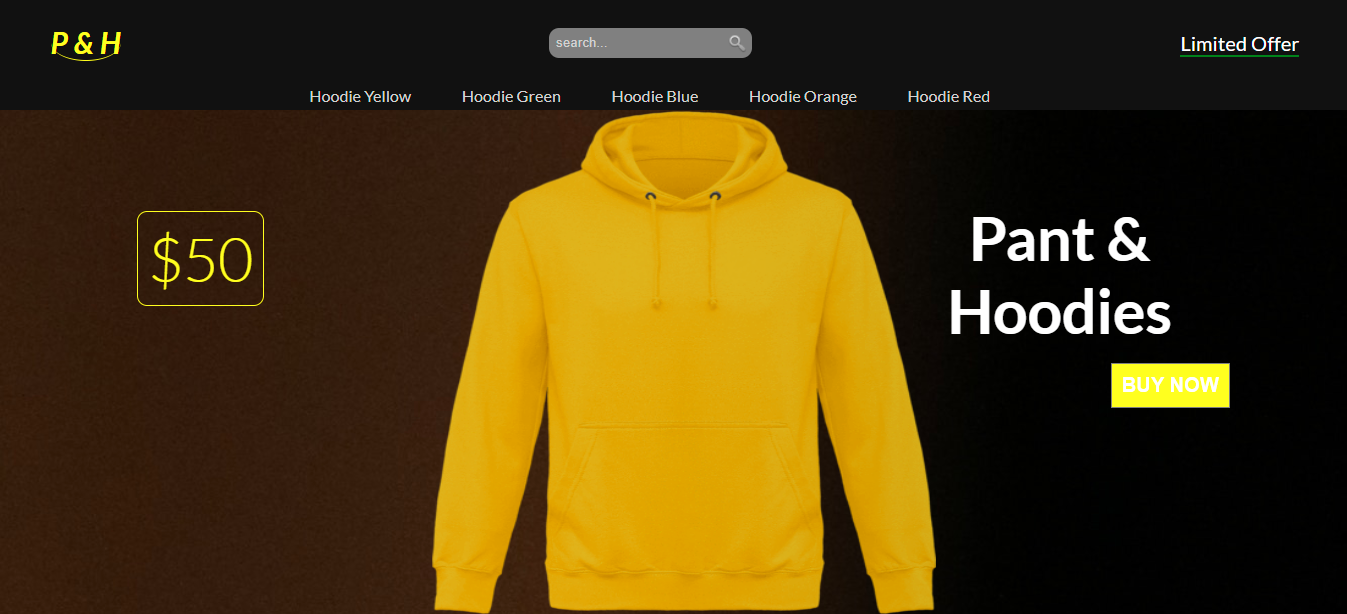 P & H
search...
Limited Offer
Hoodie Yellow
Hoodie Green
Hoodie Blue
Hoodie Orange
Hoodie Red
$50
Pant &
Hoodies
BUY NOW